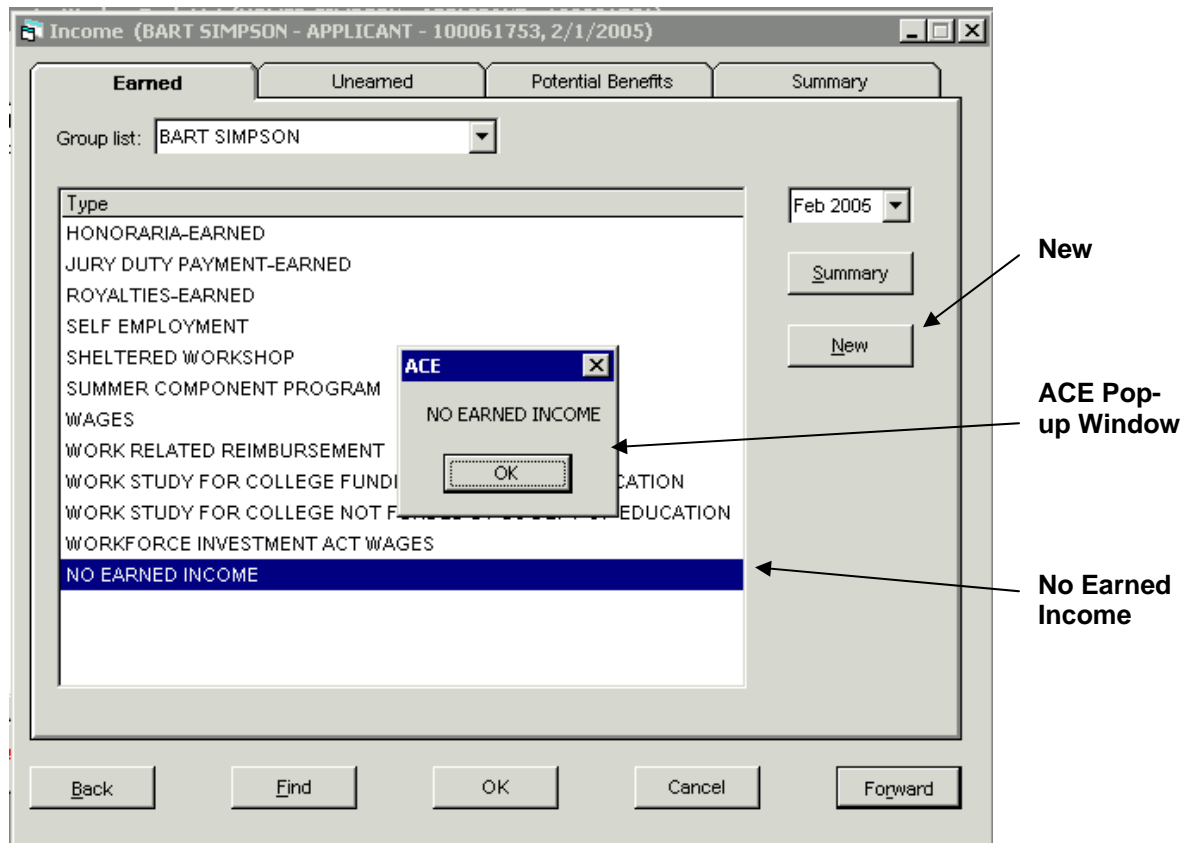 Income (BART SIMPSON - APPLICANT - 100061753, 2/1/2005)
Earned Unearned Potential Benefits Summary
Group list: BART SIMPSON
Type
Feb 2005
HONORARIA-EARNED
JURY DUTY PAYMENT-EARNED
ROYALTIES-EARNED
SELF EMPLOYMENT
SHELTERED WORKSHOP
SUMMER COMPONENT PROGRAM
WAGES
WORK RELATED REIMBURSEMENT
WORK STUDY FOR COLLEGE FUNDI CATION
WORK STUDY FOR COLLEGE NOT EDUCATION
WORKFORCE INVESTMENT ACT WAGES
NO EARNED INCOME
Summary
New
ACE
NO EARNED INCOME
OK
New
ACE Pop-
up Window
No Earned
Income
Back Find OK Cancel Forward